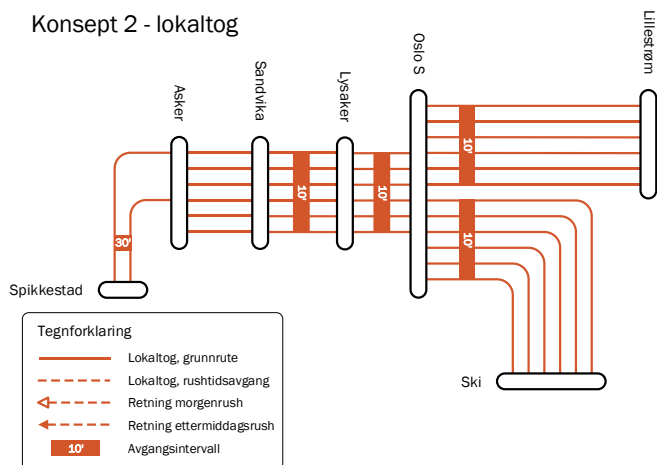 Konsept 2 - lokaltog
Asker
Sandvika
Lysaker
Oslo S
Lillestrøm
10'
10'
10'
10'
30'
Spikkestad
Ski
Tegnforklaring
Lokaltog, grunnrute
Lokaltog, rushtidsavgang
Retning morgenrush
Retning ettermiddagsrush
10' Avgangsintervall